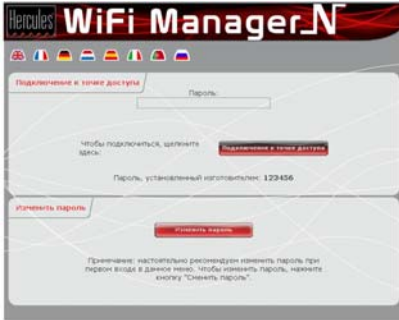 Hercules WiFi Manager N
Подключение к точке доступа
Пароль:
Чтобы подключиться, щелкните
здесь:
Подключение к точке доступа
Пароль, установленный изготовителем: 123456
Изменить пароль
Изменить пароль
Примечание: настоятельно рекомендуем изменить пароль при
первом входе в данное меню. Чтобы изменить пароль, нажмите
кнопку "Сменить пароль".